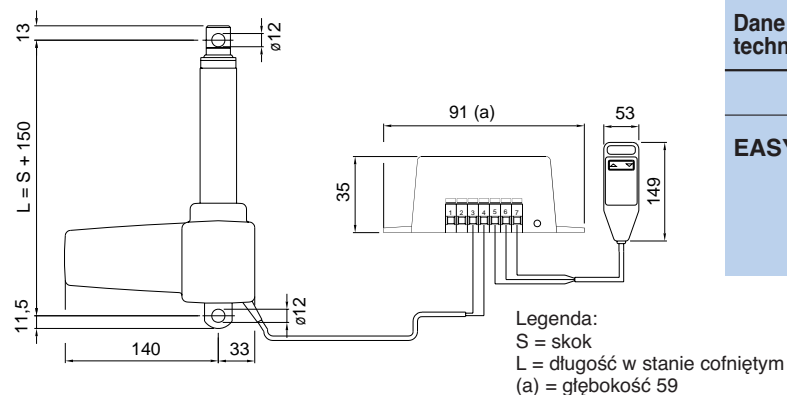 13
ø12
L = S + 150
11,5
ø12
140
33
91 (a)
35
1 2 3 4 5 6 7
53
149
Legenda:
S = skok
L = długość w stanie cofniętym
(a) = głębokość 59
Dane
techn
EASY